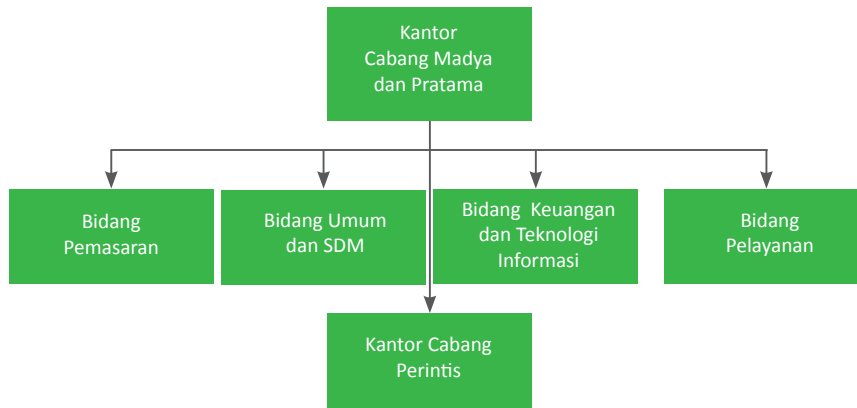 Kantor
Cabang Madya
dan Pratama
Bidang
Pemasaran
Bidang Umum
dan SDM
Bidang Keuangan
dan Teknologi
Informasi
Bidang
Pelayanan
Kantor Cabang
Perintis